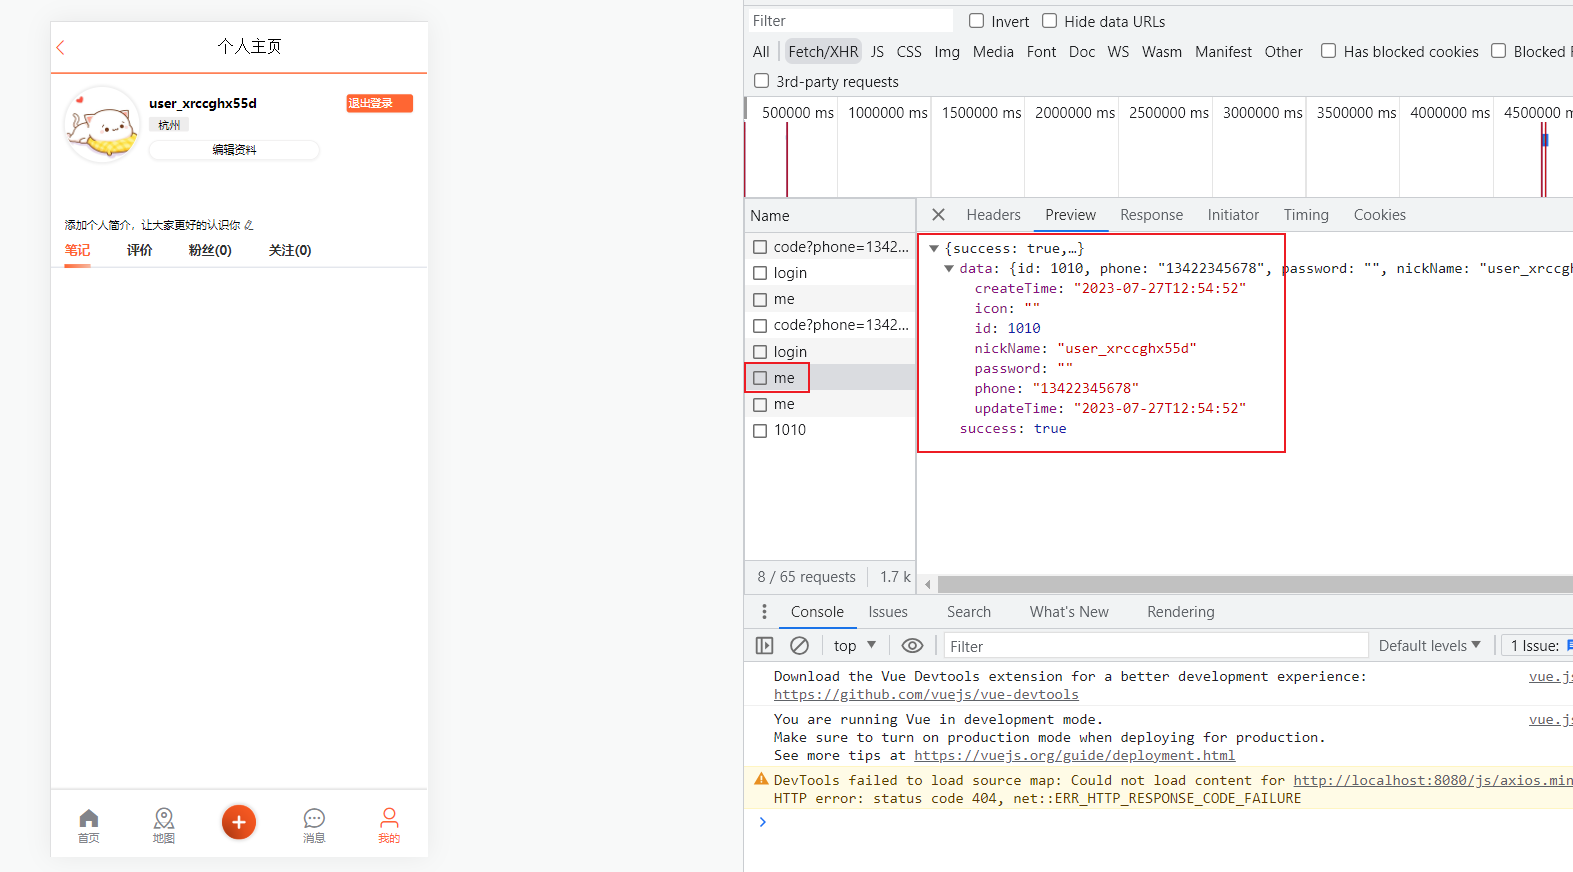 个人主页
user_xrccghx55d
退出登录
杭州
编辑资料
添加个人简介，让大家更好的认识你
笔记 评价 粉丝(0) 关注(0)
首页 地图 消息 我的
Filter Invert Hide data URLs
All Fetch/XHR JS CSS Img Media Font Doc WS Wasm Manifest Other Has blocked cookies Blocked
3rd-party requests
500000 ms 1000000 ms 1500000 ms 2000000 ms 2500000 ms 3000000 ms 3500000 ms 4000000 ms 4500000 m
Name
code?phone=1342...
login
me
code?phone=1342...
login
me
me
1010
8 / 65 requests 1.7 k
Headers Preview Response Initiator Timing Cookies
{success: true,…}
data: {id: 1010, phone: "13422345678", password: "", nickName: "user_xrccgh
createTime: "2023-07-27T12:54:52"
icon: ""
id: 1010
nickName: "user_xrccghx55d"
password: ""
phone: "13422345678"
updateTime: "2023-07-27T12:54:52"
success: true
Console Issues Search What's New Rendering
top Filter Default levels 1 Issue:
Download the Vue Devtools extension for a better development experience: vue.js
https://github.com/vuejs/vue-devtools
You are running Vue in development mode. vue.js
Make sure to turn on production mode when deploying for production.
See more tips at https://vuejs.org/guide/deployment.html
DevTools failed to load source map: Could not load content for http://localhost:8080/js/axios.min
HTTP error: status code 404, net::ERR_HTTP_RESPONSE_CODE_FAILURE